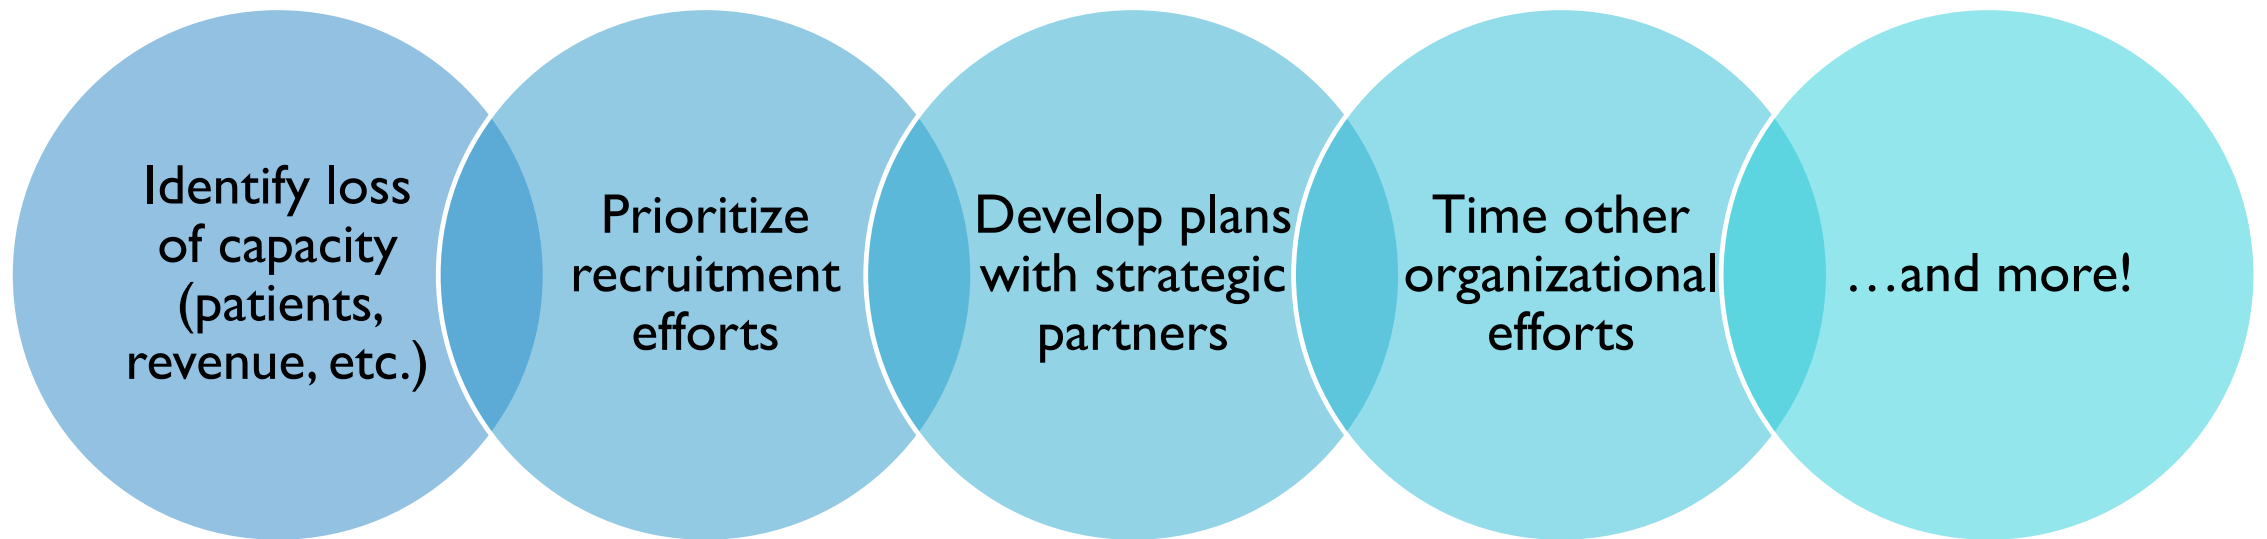 Identify loss
of capacity
(patients,
revenue, etc.)
Prioritize
recruitment
efforts
Develop plans
with strategic
partners
Time other
organizational
efforts
…and more!